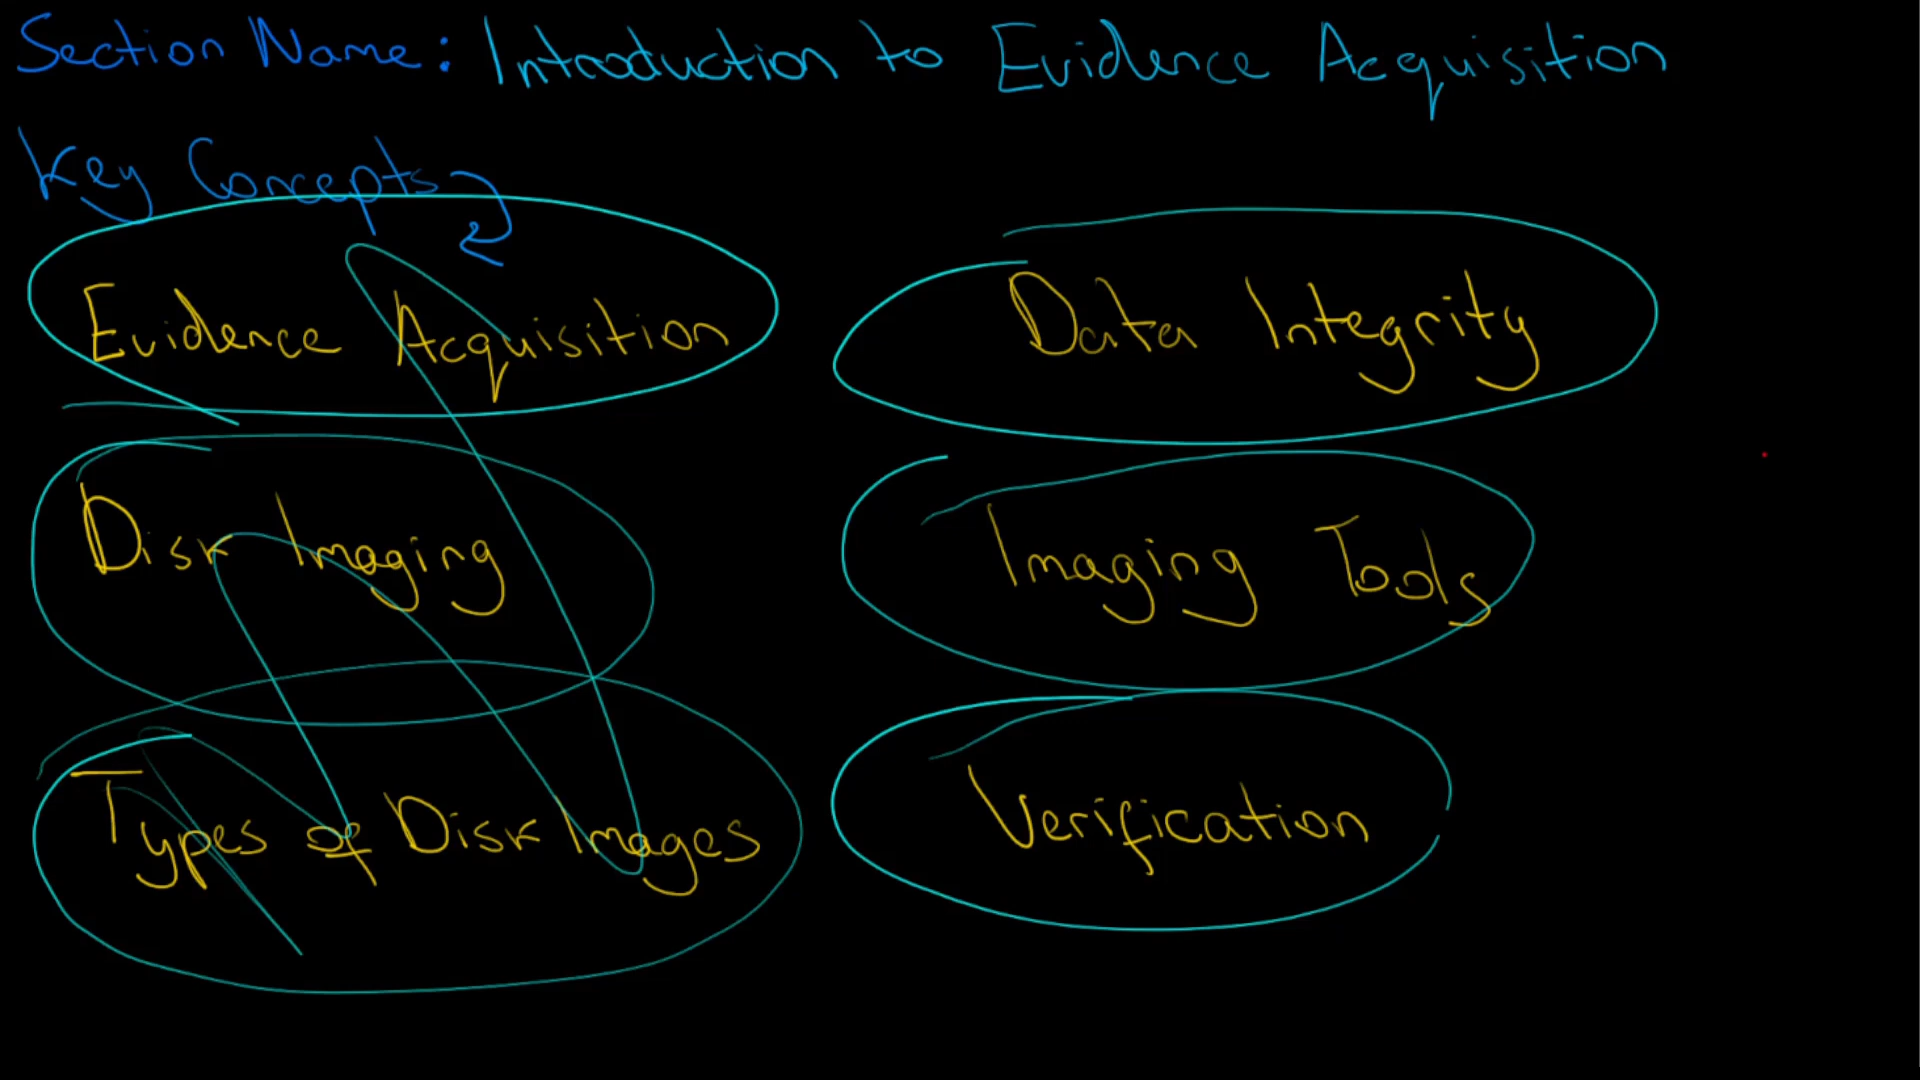 Section Name: Introduction to Evidence Acquisition
Key Concepts
Evidence Acquisition
Data Integrity
Disk Imaging
Imaging Tools
Types of Disk Images
Verification